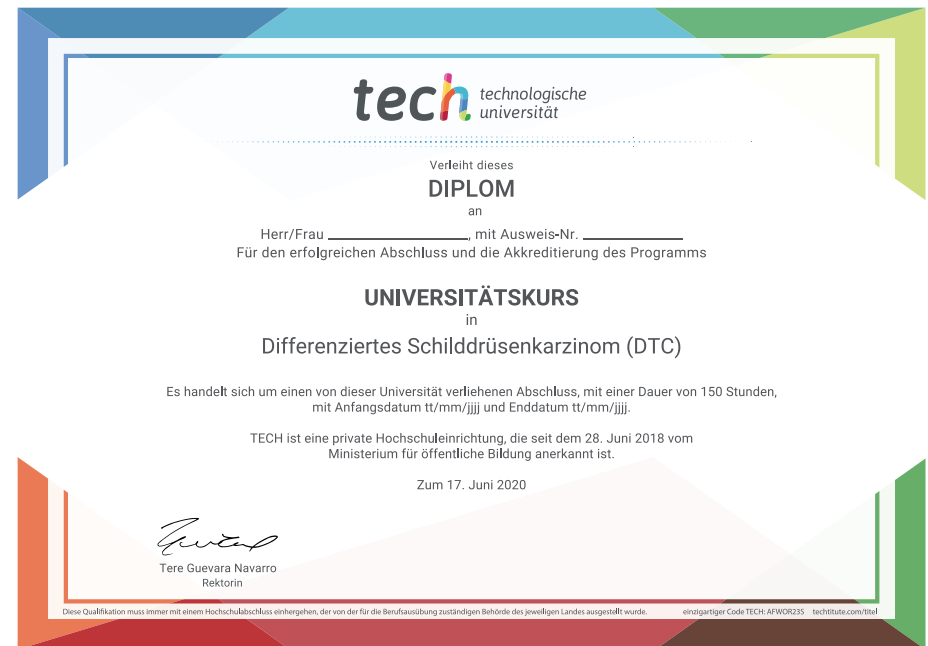 tech technologische
universität
Verleiht dieses
DIPLOM
an
Herr/Frau ____________________, mit Ausweis-Nr. ______________
Für den erfolgreichen Abschluss und die Akkreditierung des Programms
UNIVERSITÄTSKURS
in
Differenziertes Schilddrüsenkarzinom (DTC)
Es handelt sich um einen von dieser Universität verliehenen Abschluss, mit einer Dauer von 150 Stunden,
mit Anfangsdatum tt/mm/jjjj und Enddatum tt/mm/jjjj.
TECH ist eine private Hochschuleinrichtung, die seit dem 28. Juni 2018 vom
Ministerium für öffentliche Bildung anerkannt ist.
Zum 17. Juni 2020
Tere Guevara Navarro
Rektorin
Diese Qualifikation muss immer mit einem Hochschulabschluss einhergehen, der von der für die Berufsausübung zuständigen Behörde des jeweiligen Landes ausgestellt wurde. einzigartiger Code TECH: AFWOR23S techtitute.com/titel